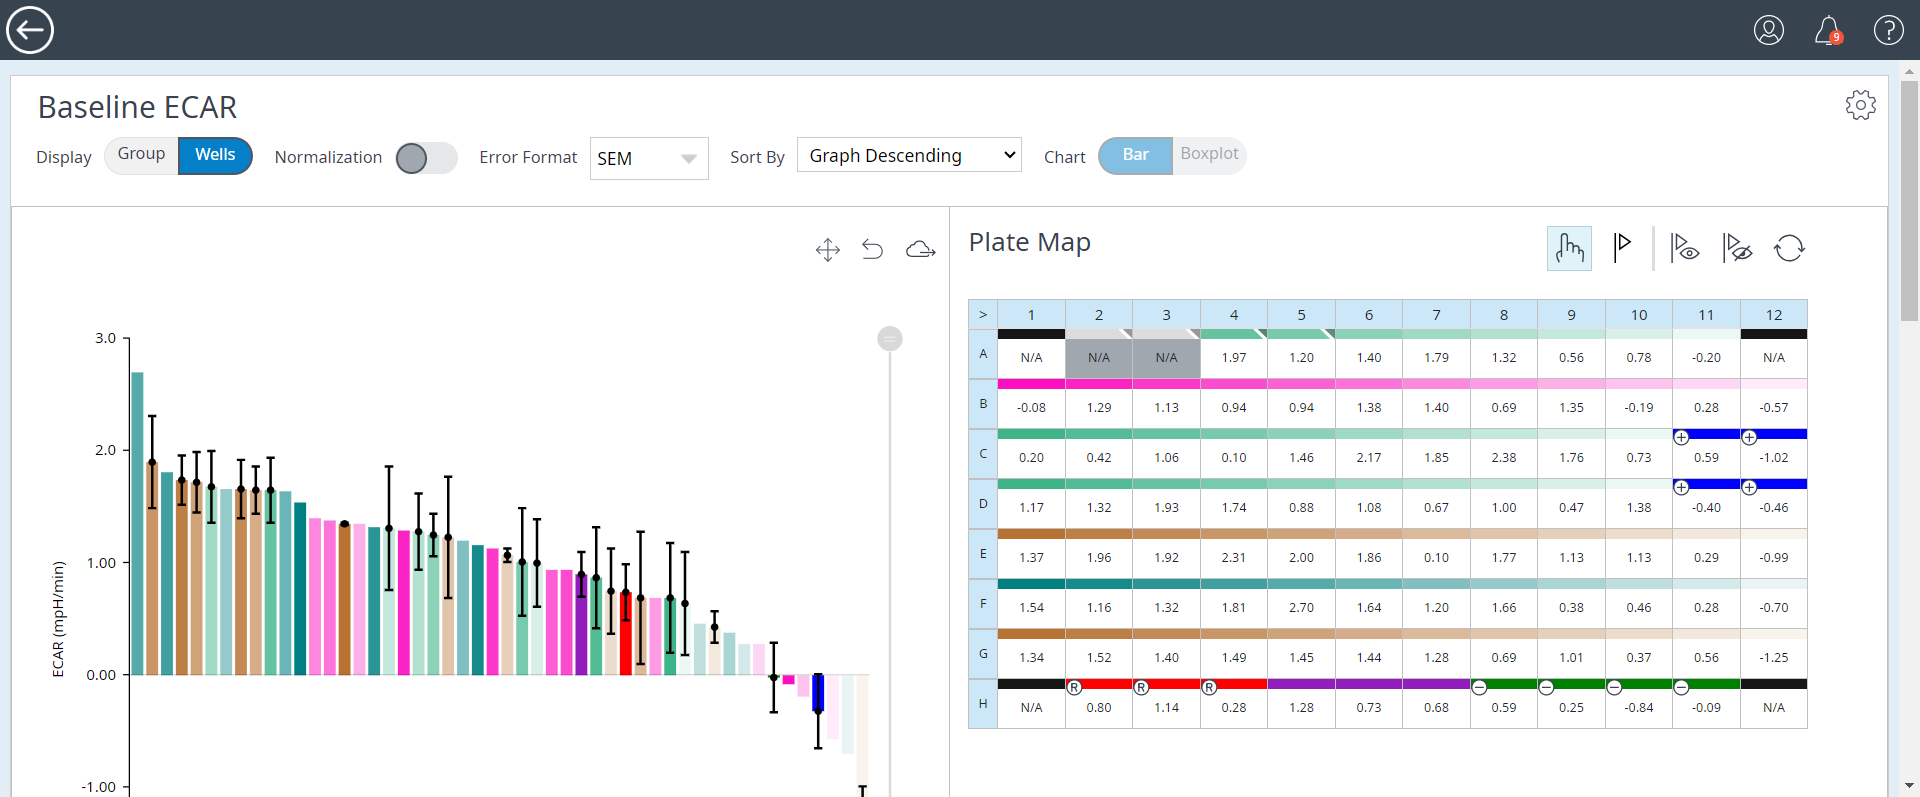 9
Baseline ECAR
Display Group Wells Normalization Error Format SEM Sort By Graph Descending Chart Bar Boxplot
Plate Map
3.0
2.0
1.00
0.00
-1.00
ECAR (mpH/min)
> 1 2 3 4 5 6 7 8 9 10 11 12
A N/A N/A N/A 1.97 1.20 1.40 1.79 1.32 0.56 0.78 -0.20 N/A
B -0.08 1.29 1.13 0.94 0.94 1.38 1.40 0.69 1.35 -0.19 0.28 -0.57
C 0.20 0.42 1.06 0.10 1.46 2.17 1.85 2.38 1.76 0.73 0.59 -1.02
D 1.17 1.32 1.93 1.74 0.88 1.08 0.67 1.00 0.47 1.38 -0.40 -0.46
E 1.37 1.96 1.92 2.31 2.00 1.86 0.10 1.77 1.13 1.13 0.29 -0.99
F 1.54 1.16 1.32 1.81 2.70 1.64 1.20 1.66 0.38 0.46 0.28 -0.70
G 1.34 1.52 1.40 1.49 1.45 1.44 1.28 0.69 1.01 0.37 0.56 -1.25
R R R
H N/A 0.80 1.14 0.28 1.28 0.73 0.68 0.59 0.25 -0.84 -0.09 N/A